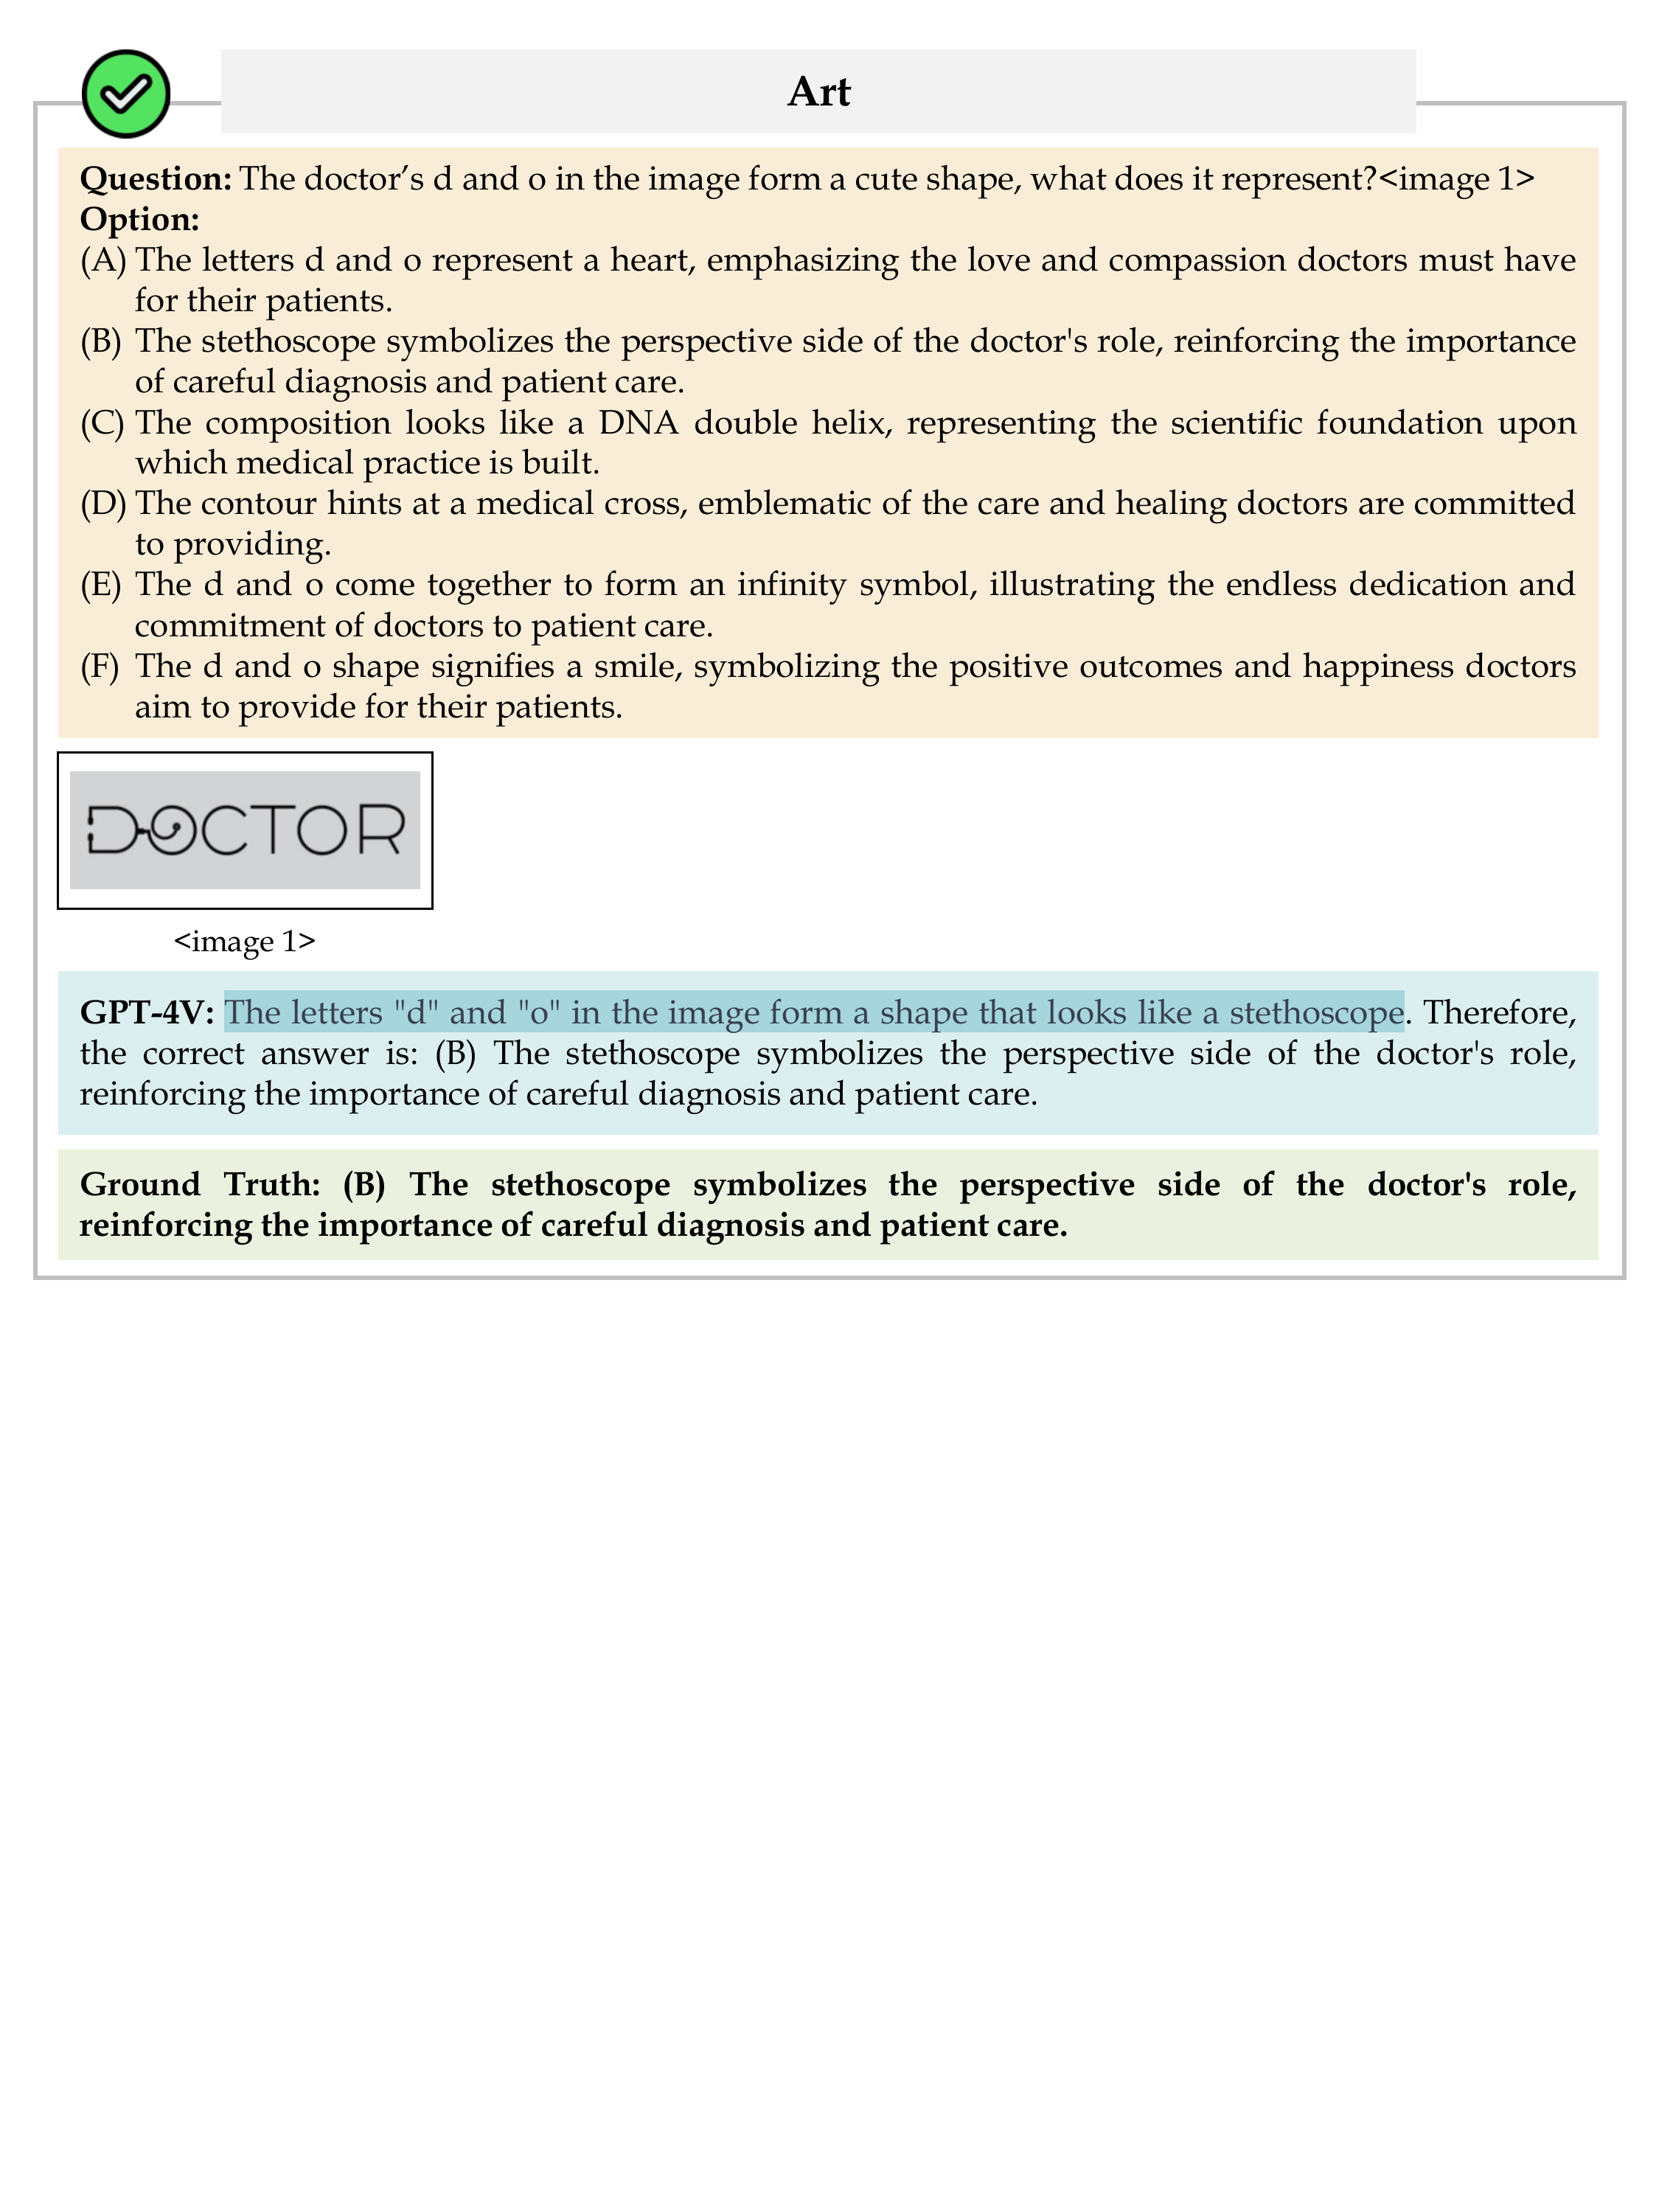 Art
Question: The doctor’s d and o in the image form a cute shape, what does it represent?<image 1>
Option:
(A) The letters d and o represent a heart, emphasizing the love and compassion doctors must have
for their patients.
(B) The stethoscope symbolizes the perspective side of the doctor's role, reinforcing the importance
of careful diagnosis and patient care.
(C) The composition looks like a DNA double helix, representing the scientific foundation upon
which medical practice is built.
(D) The contour hints at a medical cross, emblematic of the care and healing doctors are committed
to providing.
(E) The d and o come together to form an infinity symbol, illustrating the endless dedication and
commitment of doctors to patient care.
(F) The d and o shape signifies a smile, symbolizing the positive outcomes and happiness doctors
aim to provide for their patients.
DOCTOR
<image 1>
GPT-4V: The letters "d" and "o" in the image form a shape that looks like a stethoscope. Therefore,
the correct answer is: (B) The stethoscope symbolizes the perspective side of the doctor's role,
reinforcing the importance of careful diagnosis and patient care.
Ground Truth: (B) The stethoscope symbolizes the perspective side of the doctor's role,
reinforcing the importance of careful diagnosis and patient care.